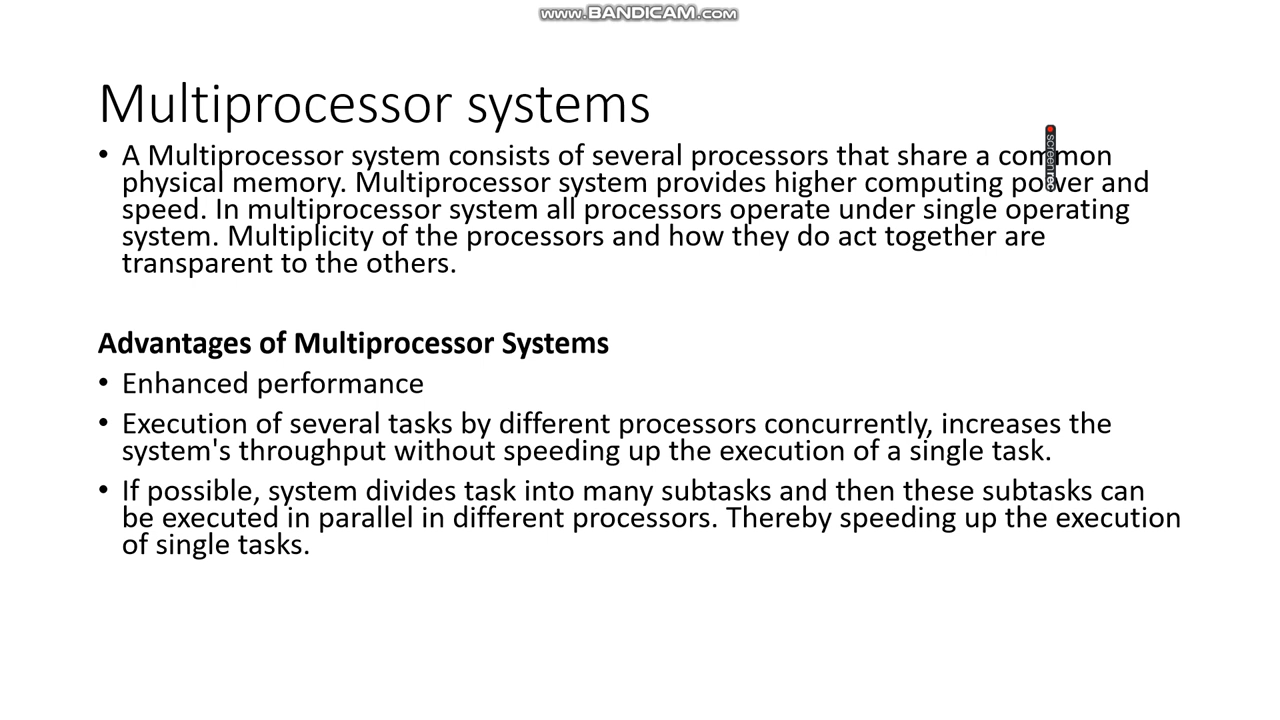 www.BANDICAM.com
Multiprocessor systems
• A Multiprocessor system consists of several processors that share a common
physical memory. Multiprocessor system provides higher computing power and
speed. In multiprocessor system all processors operate under single operating
system. Multiplicity of the processors and how they do act together are
transparent to the others.
screenrec
Advantages of Multiprocessor Systems
• Enhanced performance
• Execution of several tasks by different processors concurrently, increases the
system's throughput without speeding up the execution of a single task.
• If possible, system divides task into many subtasks and then these subtasks can
be executed in parallel in different processors. Thereby speeding up the execution
of single tasks.